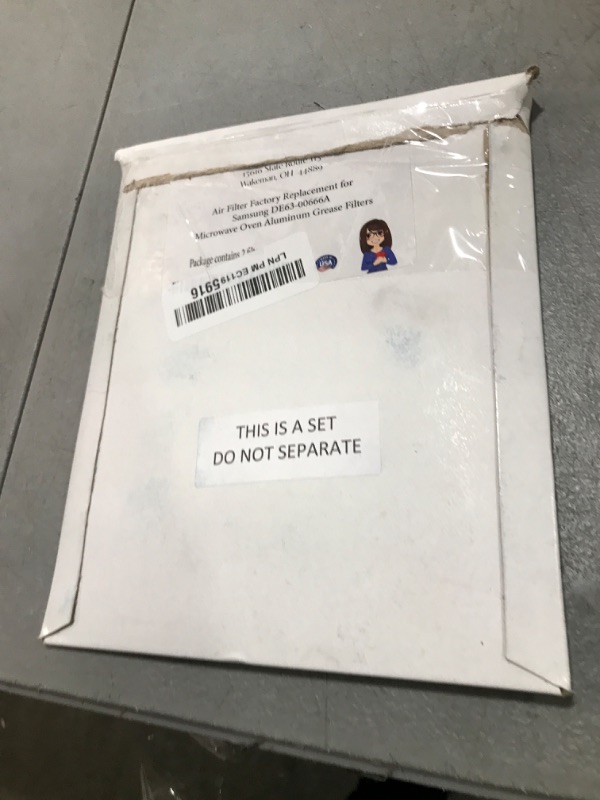 Wakeman, OH 44889
Air Filter Factory Replacement for
Samsung DE63-00666A
Microwave Oven Aluminum Grease Filters
Package contains
LPN PM EC1195916
USA
THIS IS A SET
DO NOT SEPARATE